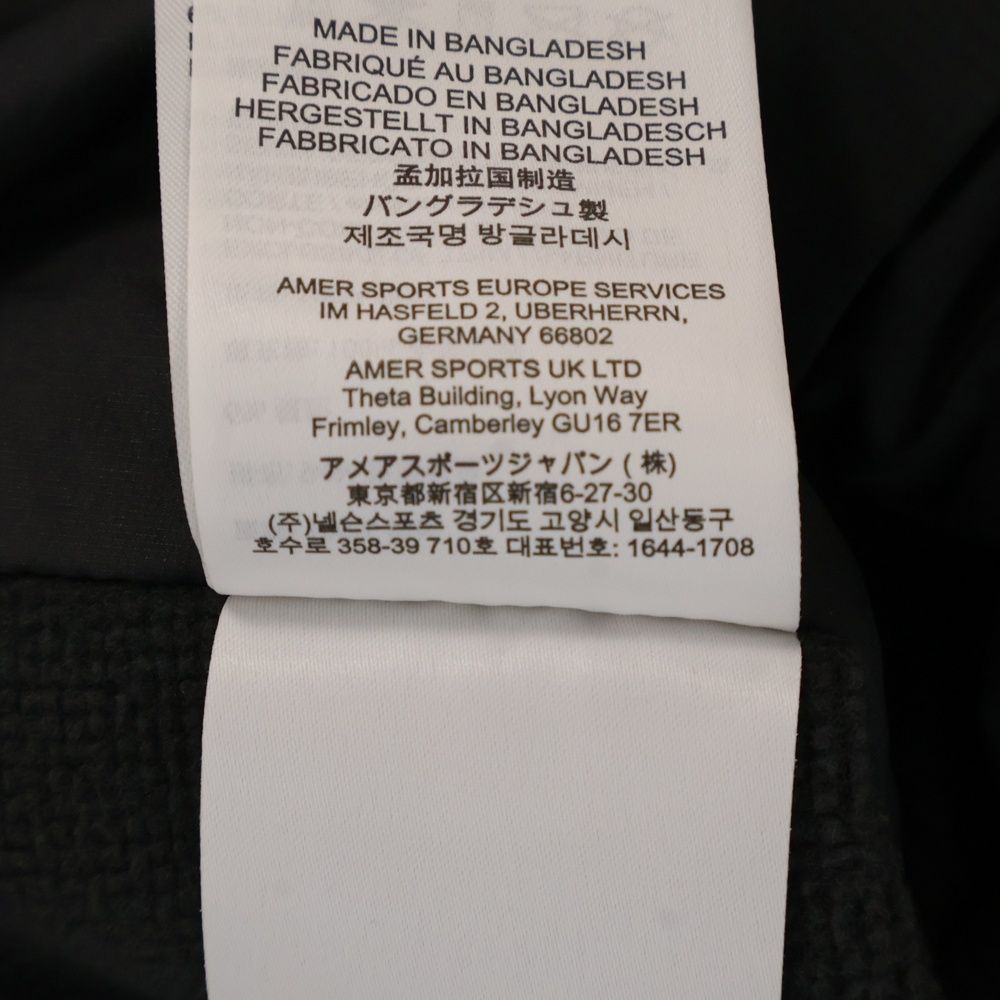 MADE IN BANGLADESH
FABRIQUÉ AU BANGLADESH
FABRICADO EN BANGLADESH
HERGESTELLT IN BANGLADESCH
FABBRICATO IN BANGLADESH
孟加拉国制造
バングラデシュ製
제조국명 방글라데시
AMER SPORTS EUROPE SERVICES
IM HASFELD 2, UBERHERRN,
GERMANY 66802
AMER SPORTS UK LTD
Theta Building, Lyon Way
Frimley, Camberley GU16 7ER
アメアスポーツジャパン (株)
東京都新宿区新宿6-27-30
(주)넬슨스포츠 경기도 고양시 일산동구
호수로 358-39 710호 대표번호: 1644-1708